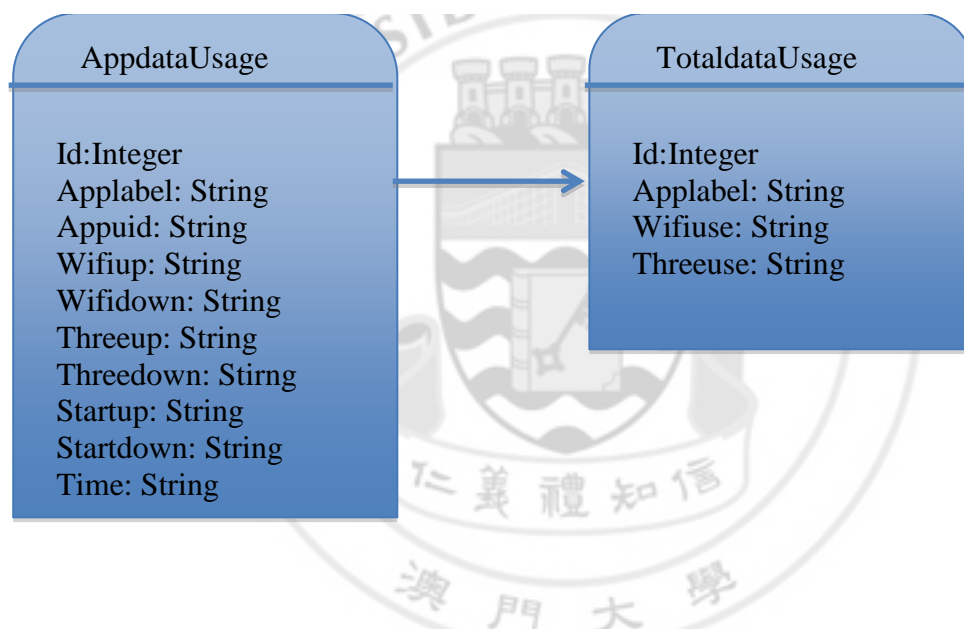 AppdataUsage
Id:Integer
Applabel: String
Appuid: String
Wifiup: String
Wifidown: String
Threeup: String
Threedown: Stirng
Startup: String
Startdown: String
Time: String
TotaldataUsage
Id:Integer
Applabel: String
Wifiuse: String
Threeuse: String
仁義禮知信
澳門大學